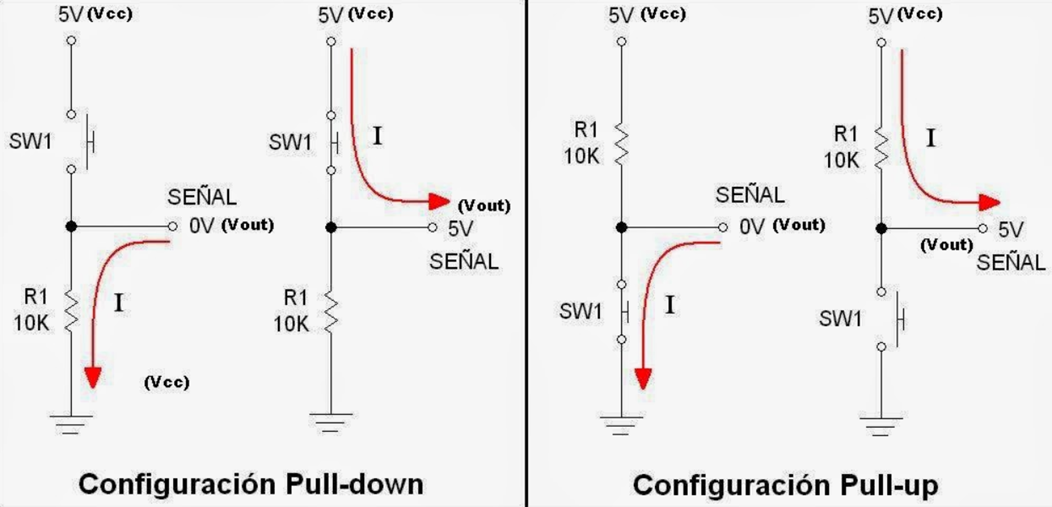 5V (Vcc)
SW1
SEÑAL
0V (Vout)
R1
10K
I
(Vcc)
5V (Vcc)
SW1
I
(Vout)
5V
SEÑAL
R1
10K
Configuración Pull-down
5V (Vcc)
R1
10K
SEÑAL
0V (Vout)
SW1
I
5V (Vcc)
R1
10K
I
5V
(Vout)
SEÑAL
SW1
Configuración Pull-up